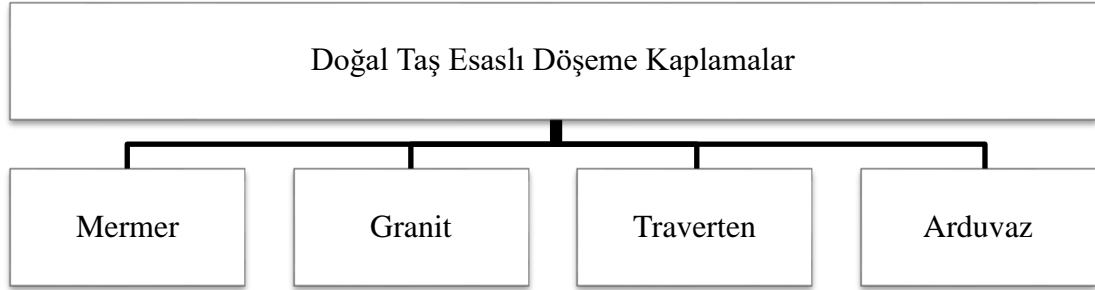 Doğal Taş Esaslı Döşeme Kaplamalar
Mermer
Granit
Traverten
Arduvaz